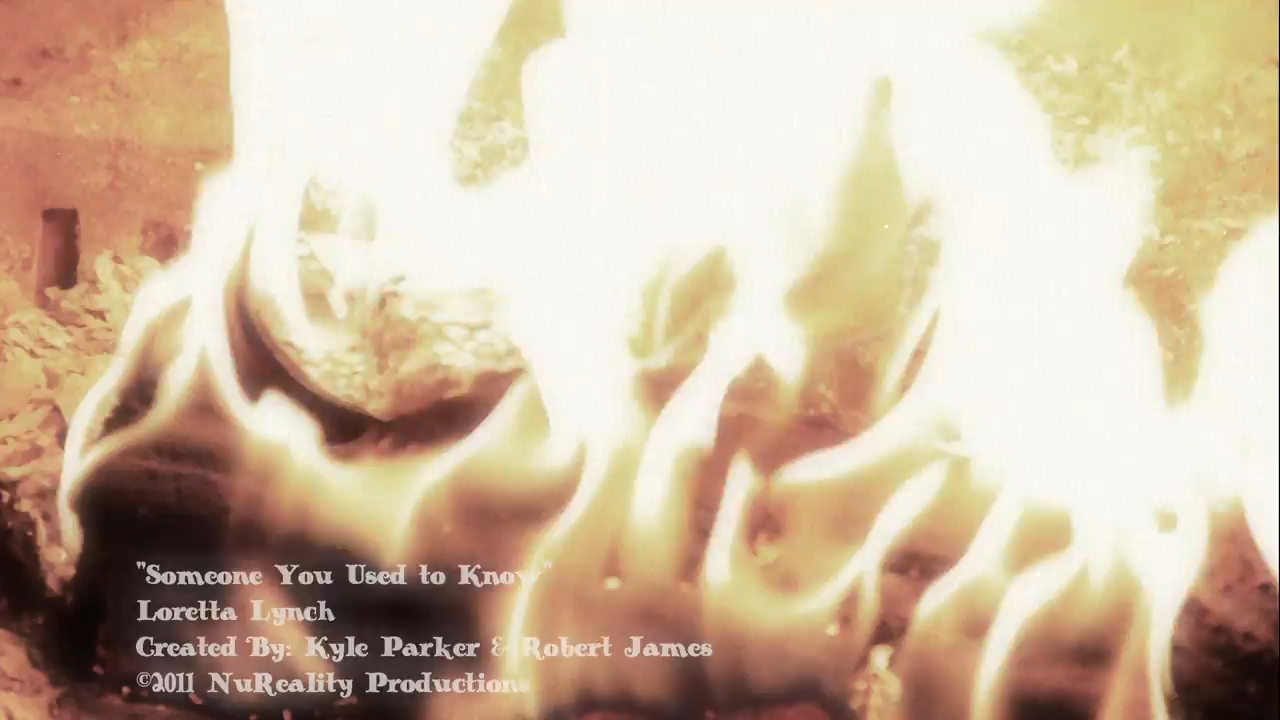 "Someone You Used to Know"
Loretta Lynch
Created By: Kyle Parker & Robert James
©2011 NuReality Productions